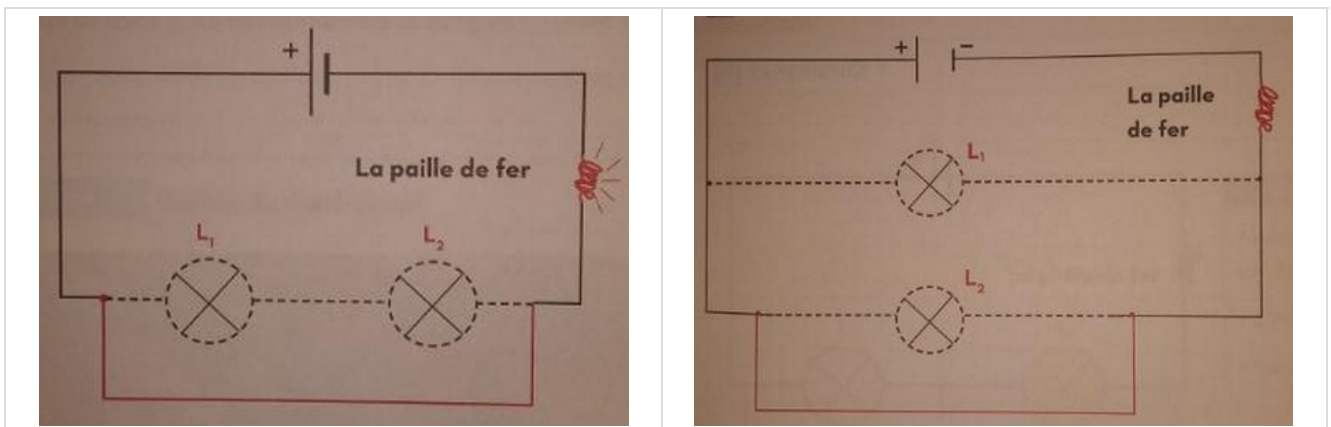 +
La paille de fer
L₁
L₂
+ −
La paille
de fer
L₁
L₂